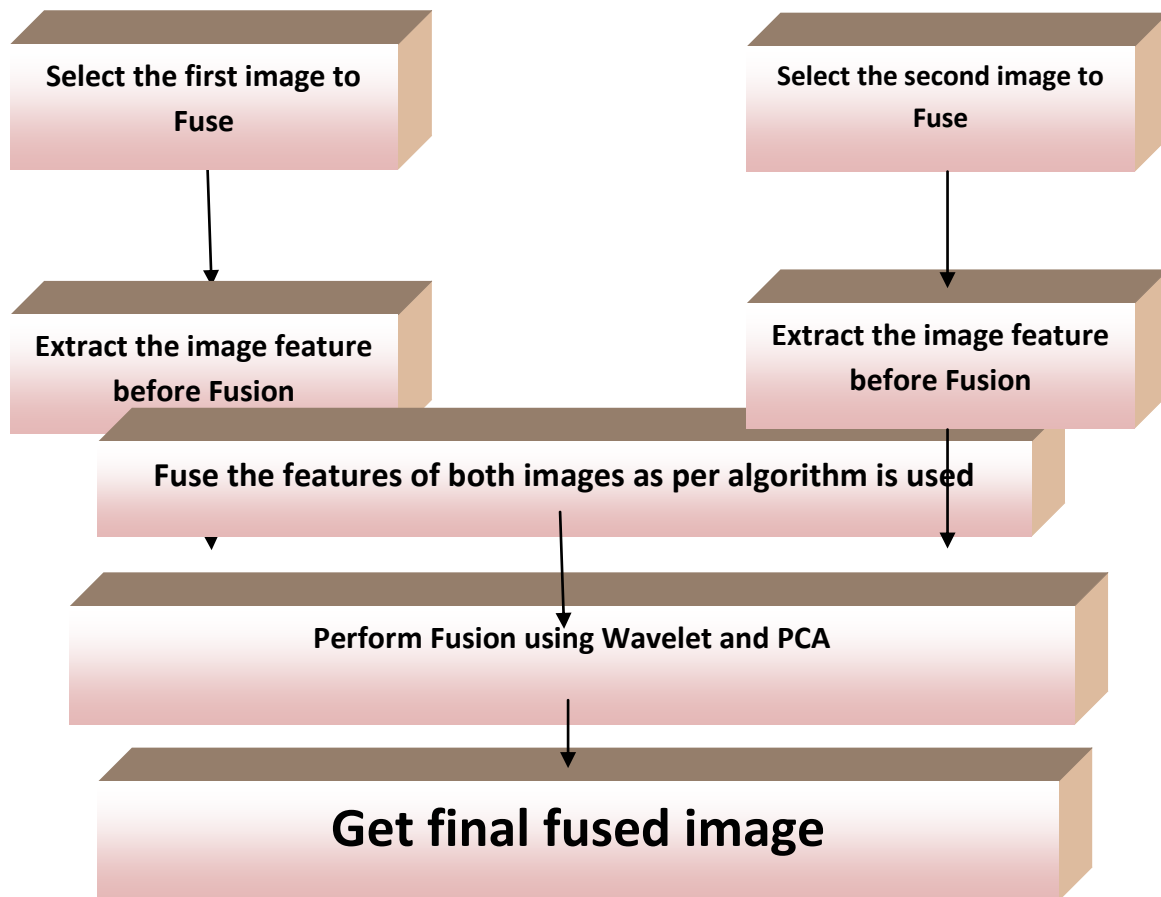 Select the first image to
Fuse
Select the second image to
Fuse
Extract the image feature
before Fusion
Extract the image feature
before Fusion
Fuse the features of both images as per algorithm is used
Perform Fusion using Wavelet and PCA
Get final fused image